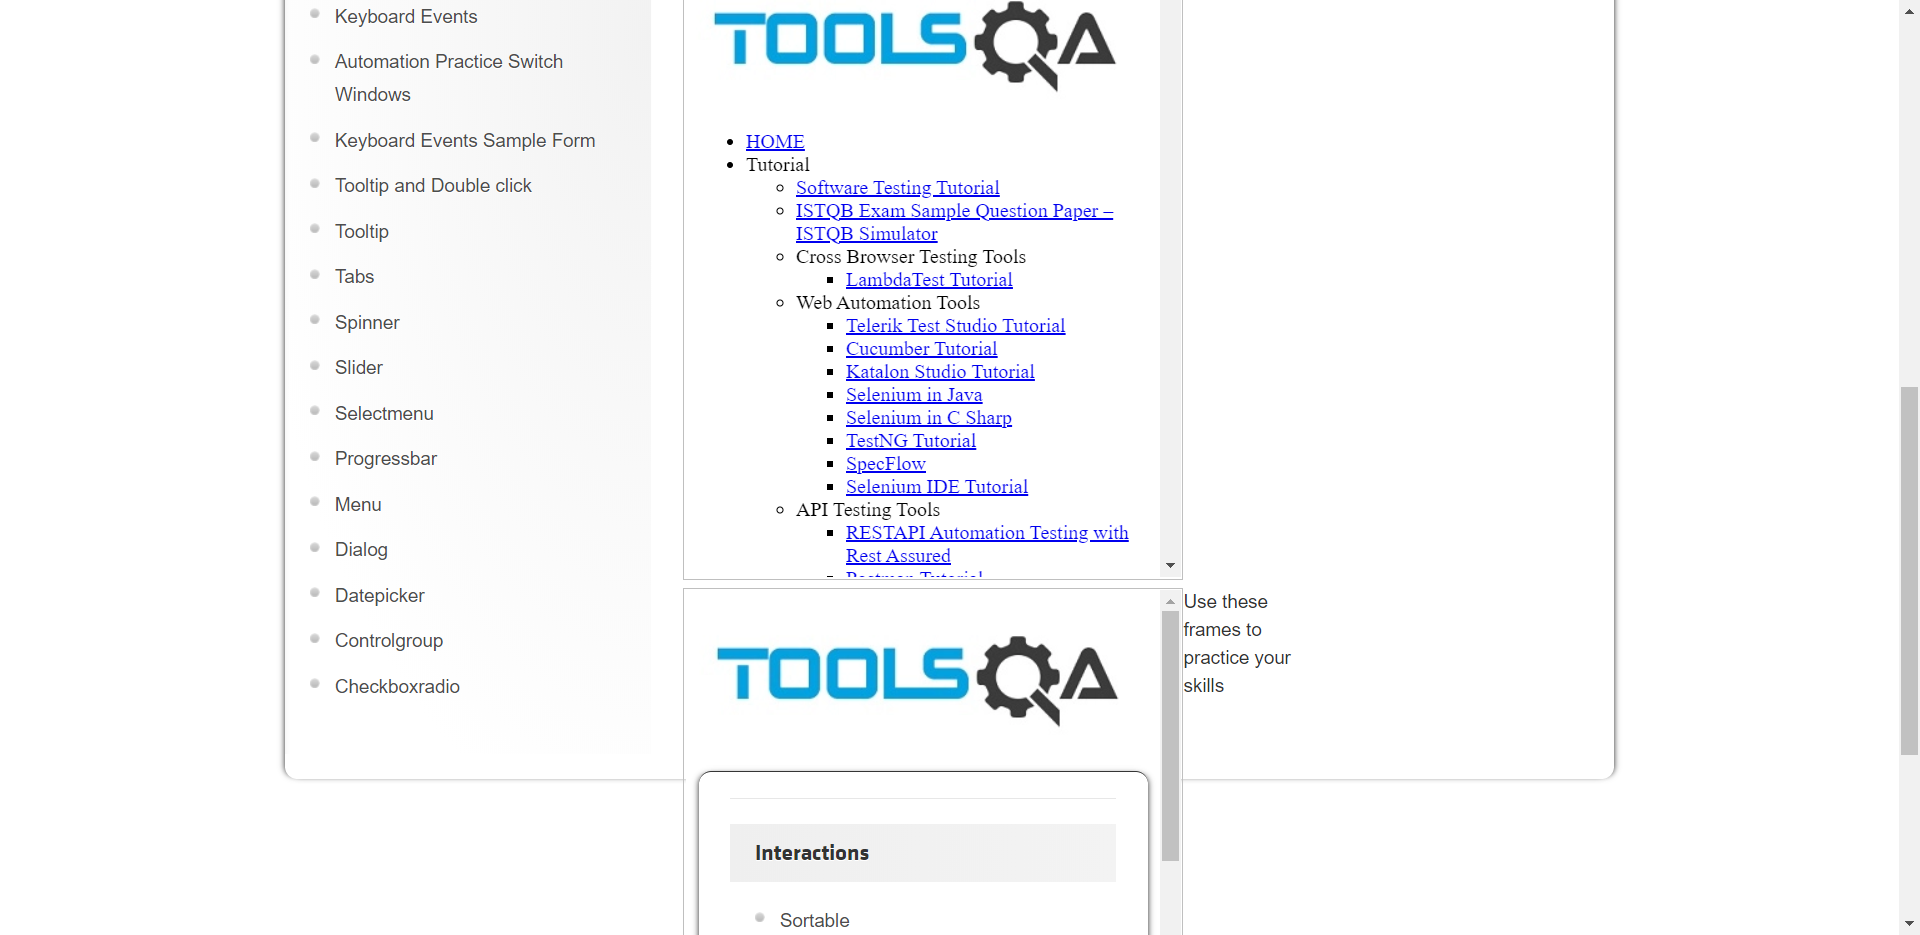 Keyboard Events
Automation Practice Switch
Windows
Keyboard Events Sample Form
Tooltip and Double click
Tooltip
Tabs
Spinner
Slider
Selectmenu
Progressbar
Menu
Dialog
Datepicker
Controlgroup
Checkboxradio
TOOLSQA
HOME
Tutorial
Software Testing Tutorial
ISTQB Exam Sample Question Paper –
ISTQB Simulator
Cross Browser Testing Tools
LambdaTest Tutorial
Web Automation Tools
Telerik Test Studio Tutorial
Cucumber Tutorial
Katalon Studio Tutorial
Selenium in Java
Selenium in C Sharp
TestNG Tutorial
SpecFlow
Selenium IDE Tutorial
API Testing Tools
RESTAPI Automation Testing with
Rest Assured
Postman Tutorial
TOOLSQA
Interactions
Sortable
Use these
frames to
practice your
skills